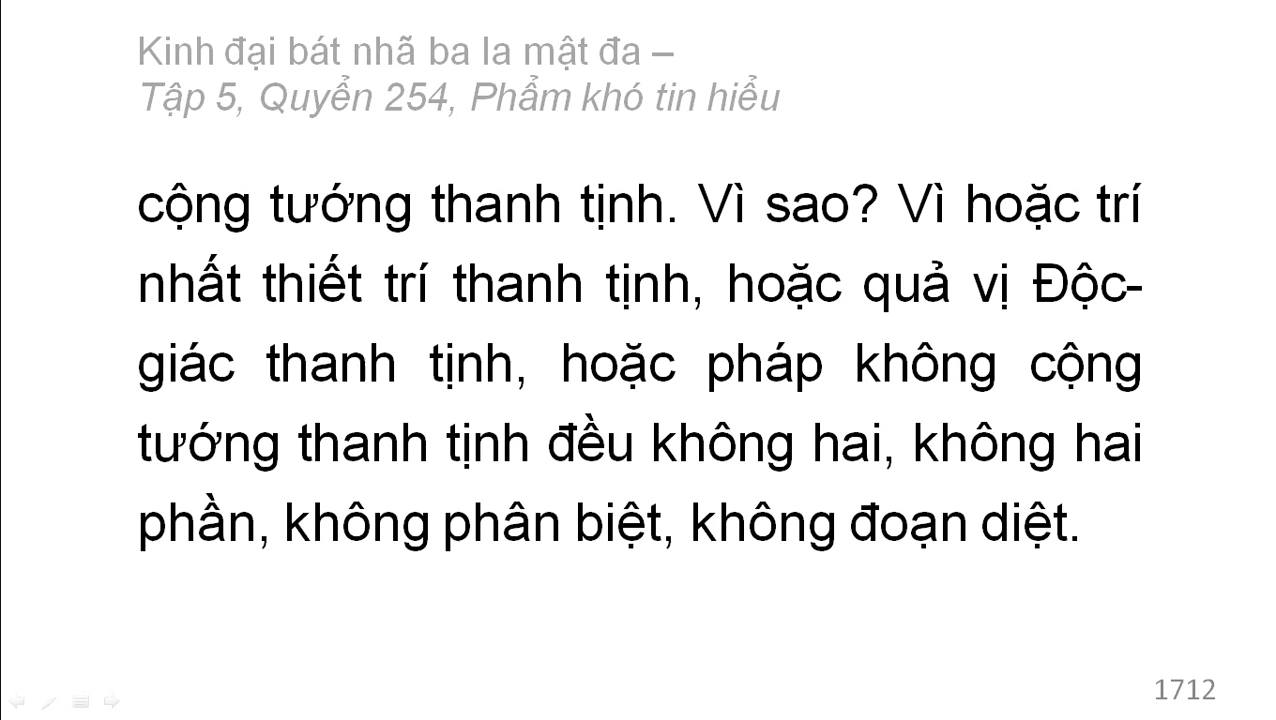 Kinh đại bát nhã ba la mật đa –
Tập 5, Quyển 254, Phẩm khó tin hiểu
cộng tướng thanh tịnh. Vì sao? Vì hoặc trí
nhất thiết trí thanh tịnh, hoặc quả vị Độc-
giác thanh tịnh, hoặc pháp không cộng
tướng thanh tịnh đều không hai, không hai
phần, không phân biệt, không đoạn diệt.
1712